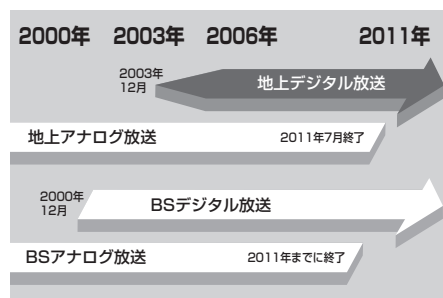 2000年 2003年 2006年 2011年
2003年
12月
地上デジタル放送
地上アナログ放送 2011年7月終了
2000年
12月
BSデジタル放送
BSアナログ放送 2011年までに終了